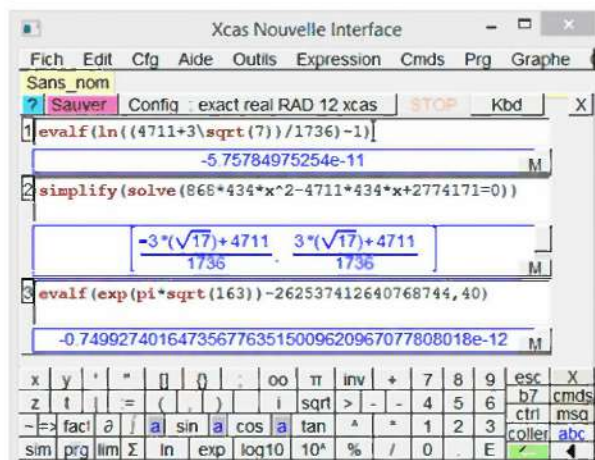 Xcas Nouvelle Interface
Fich Edit Cfg Aide Outils Expression Cmds Prg Graphe
Sans_nom
? Sauver Config : exact real RAD 12 xcas STOP Kbd X
1 evalf(ln((4711+3\sqrt(7))/1736)-1)
-5.75784975254e-11 M
2 simplify(solve(868*434*x^2-4711*434*x+2774171=0))
[ -3*(√17)+4711 / 1736 , 3*(√17)+4711 / 1736 ] M
3 evalf(exp(pi*sqrt(163))-262537412640768744,40)
-0.7499274016473567763515009620967077808018e-12 M
x y ' " [] {} : oo π inv + 7 8 9 esc X
z t | := ( , ) i sqrt > - - 4 5 6 b7 cmds
~ => fact ∂ ∫ a sin a cos a tan ^ * 1 2 3 ctrl msg
sim prg lim Σ ln exp log10 10^ % / 0 . E coller abc